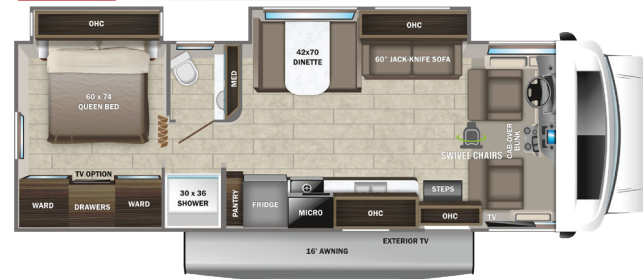 OHC
OHC
42x70
DINETTE
60" JACK-KNIFE SOFA
MED
60 x 74
QUEEN BED
SWIVEL CHAIRS
CAB-OVER
BUNK
TV OPTION
WARD
DRAWERS
WARD
30 x 36
SHOWER
PANTRY
FRIDGE
MICRO
OHC
STEPS
OHC
TV
EXTERIOR TV
16' AWNING